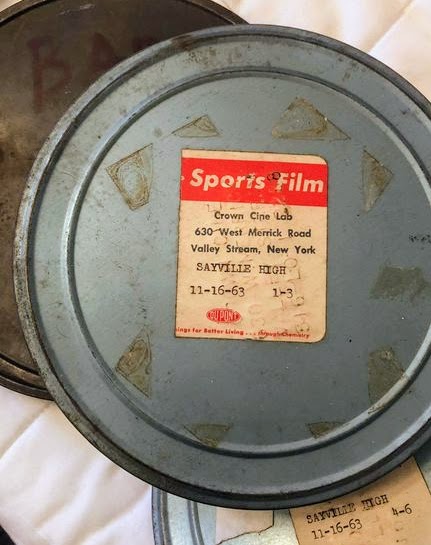 BA
Sports Film
Crown Cine Lab
630 West Merrick Road
Valley Stream, New York
SAYVILLE HIGH
11-16-63 1-3
DU PONT
ings for Better Living ... through Chemistry
SAYVILLE HIGH
11-16-63 4-6